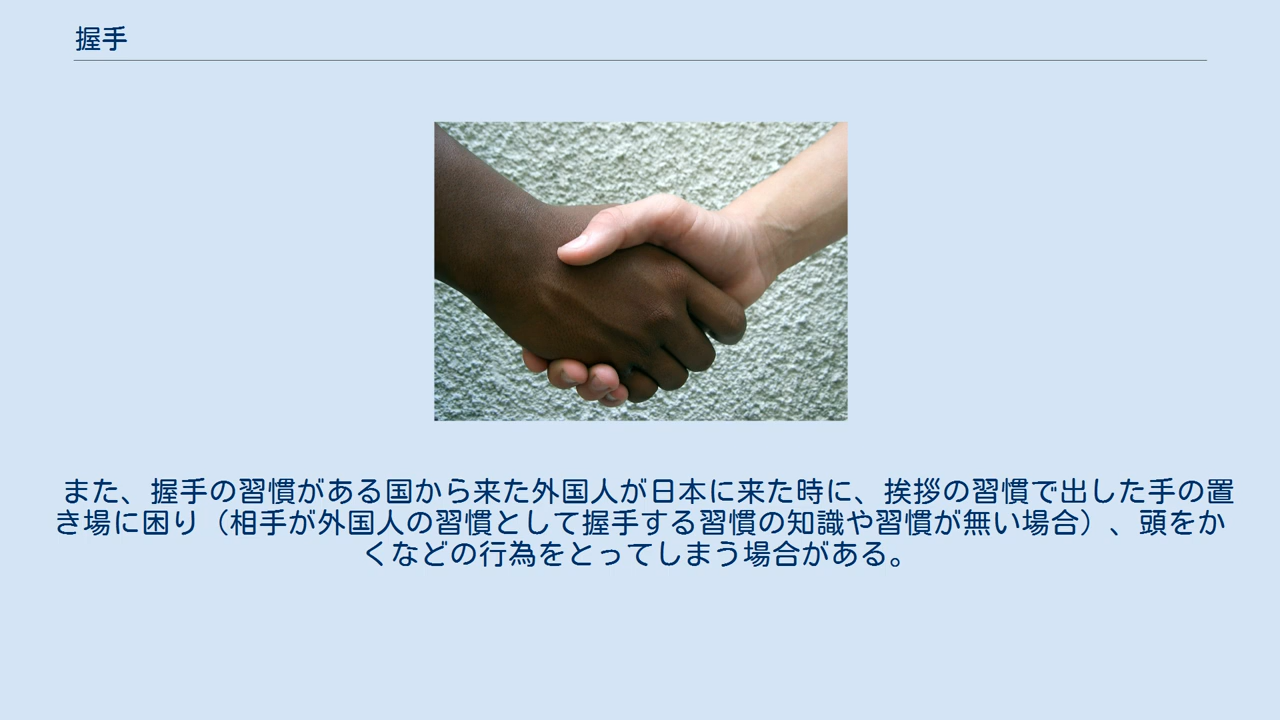 握手
また、握手の習慣がある国から来た外国人が日本に来た時に、挨拶の習慣で出した手の置
き場に困り（相手が外国人の習慣として握手する習慣の知識や習慣が無い場合）、頭をか
くなどの行為をとってしまう場合がある。